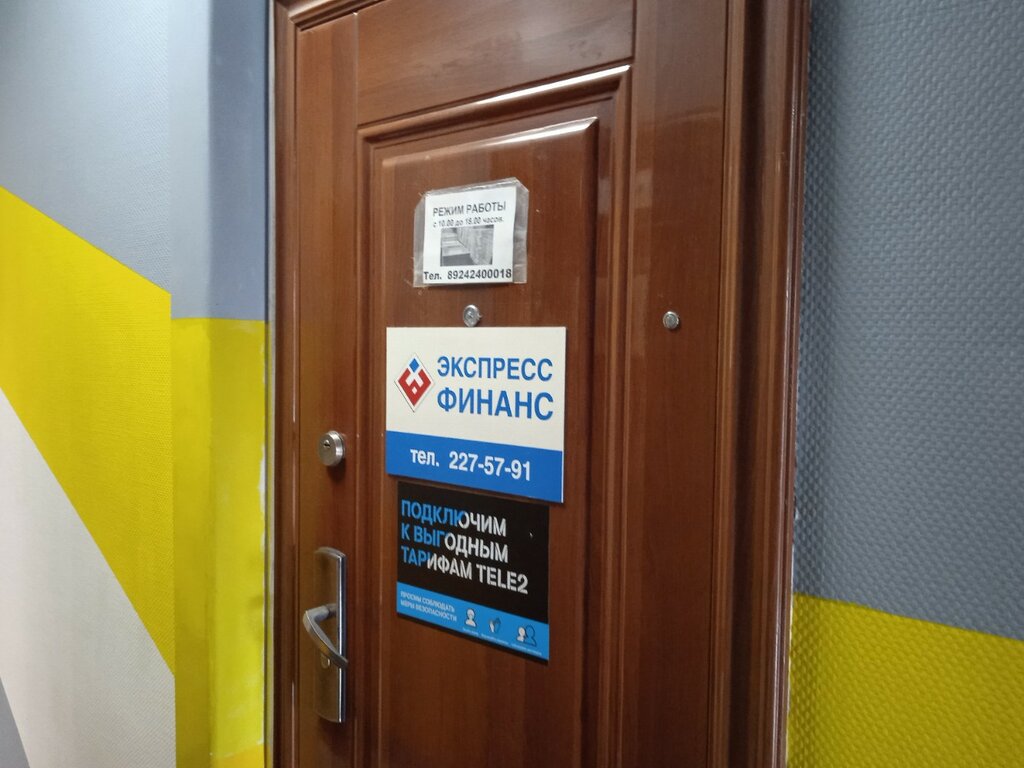 РЕЖИМ РАБОТЫ
с 10.00 до 18.00 часов.
Тел. 89242400018
ЭКСПРЕСС
ФИНАНС
тел. 227-57-91
ПОДКЛЮЧИМ
К ВЫГОДНЫМ
ТАРИФАМ TELE2
ПРОСИМ СОБЛЮДАТЬ
МЕРЫ БЕЗОПАСНОСТИ